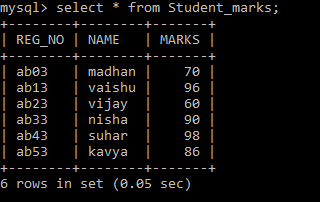 mysql> select * from Student_marks;
+--------+--------+-------+
| REG_NO | NAME   | MARKS |
+--------+--------+-------+
| ab03   | madhan |    70 |
| ab13   | vaishu |    96 |
| ab23   | vijay  |    60 |
| ab33   | nisha  |    90 |
| ab43   | suhar  |    98 |
| ab53   | kavya  |    86 |
+--------+--------+-------+
6 rows in set (0.05 sec)